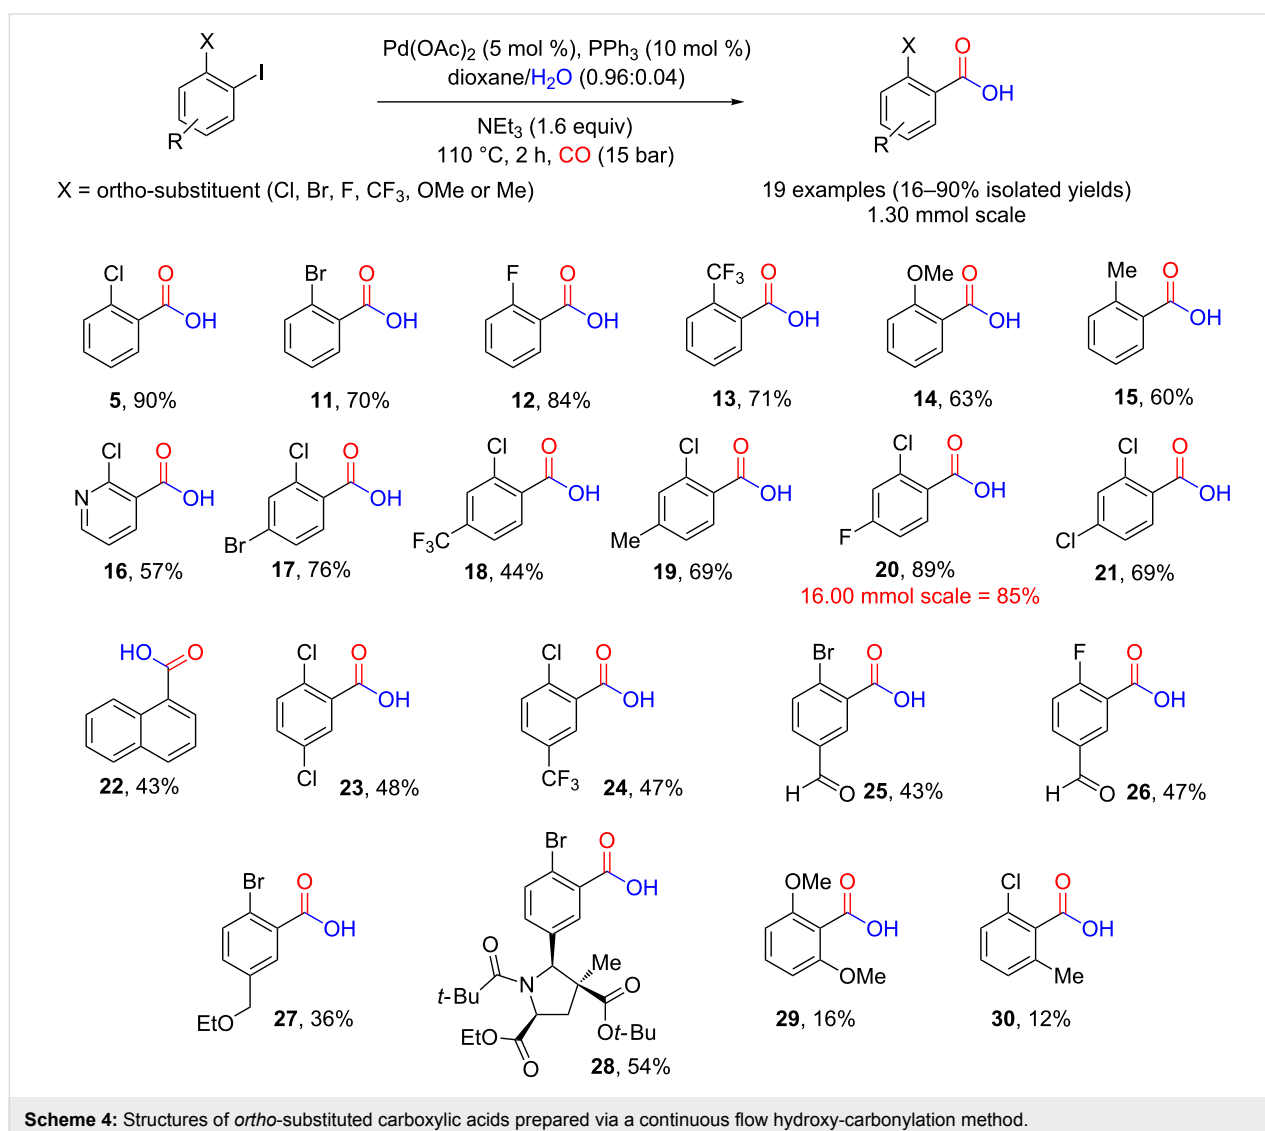 X
I
R
Pd(OAc)2 (5 mol %), PPh3 (10 mol %)
dioxane/H2O (0.96:0.04)
NEt3 (1.6 equiv)
110 °C, 2 h, CO (15 bar)
X O
OH
R
X = ortho-substituent (Cl, Br, F, CF3, OMe or Me)
19 examples (16–90% isolated yields)
1.30 mmol scale
Cl O Br O F O CF3 O OMe O Me O
OH OH OH OH OH OH
5, 90% 11, 70% 12, 84% 13, 71% 14, 63% 15, 60%
Cl O Cl O Cl O Cl O Cl O Cl O
N OH OH OH OH OH OH
Br F3C Me F Cl
16, 57% 17, 76% 18, 44% 19, 69% 20, 89% 21, 69%
16.00 mmol scale = 85%
HO O Cl O Cl O Br O F O
OH OH OH OH
Cl CF3 H O H O
22, 43% 23, 48% 24, 47% 25, 43% 26, 47%
Br O
OH
EtO
27, 36%
Br O
OH
O Me
t-Bu N O
EtO Ot-Bu
O
28, 54%
OMe O
OH
OMe
29, 16%
Cl O
OH
Me
30, 12%
Scheme 4: Structures of ortho-substituted carboxylic acids prepared via a continuous flow hydroxy-carbonylation method.